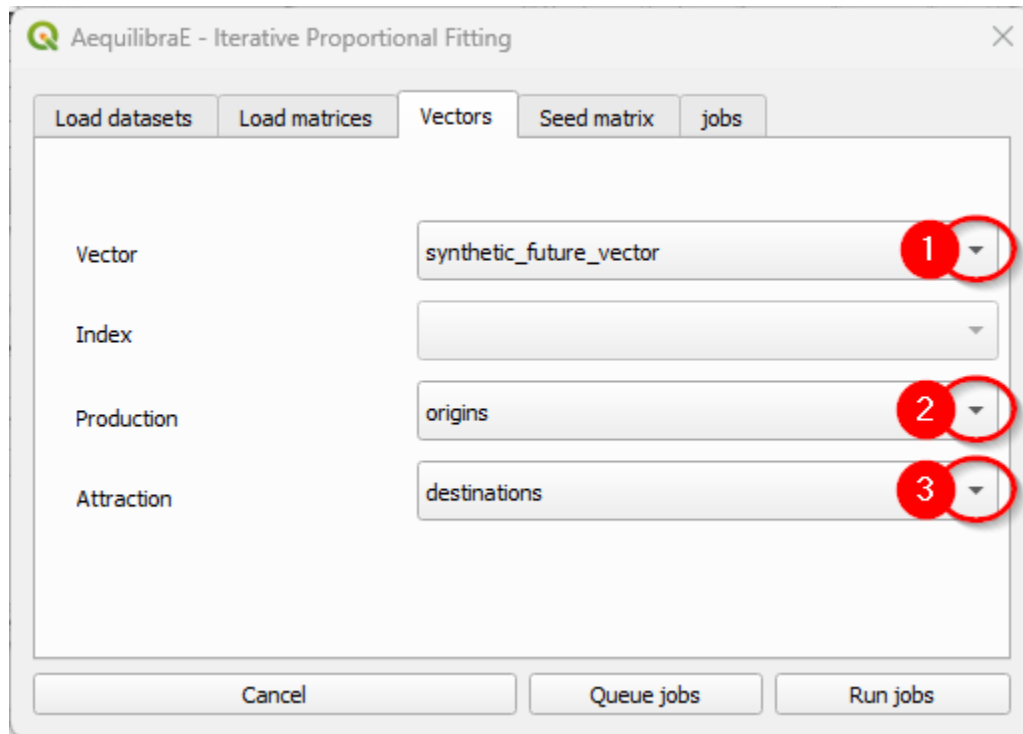 AequilibraE - Iterative Proportional Fitting
Load datasets Load matrices Vectors Seed matrix jobs
Vector synthetic_future_vector 1
Index
Production origins 2
Attraction destinations 3
Cancel Queue jobs Run jobs